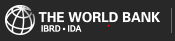 THE WORLD BANK
IBRD • IDA